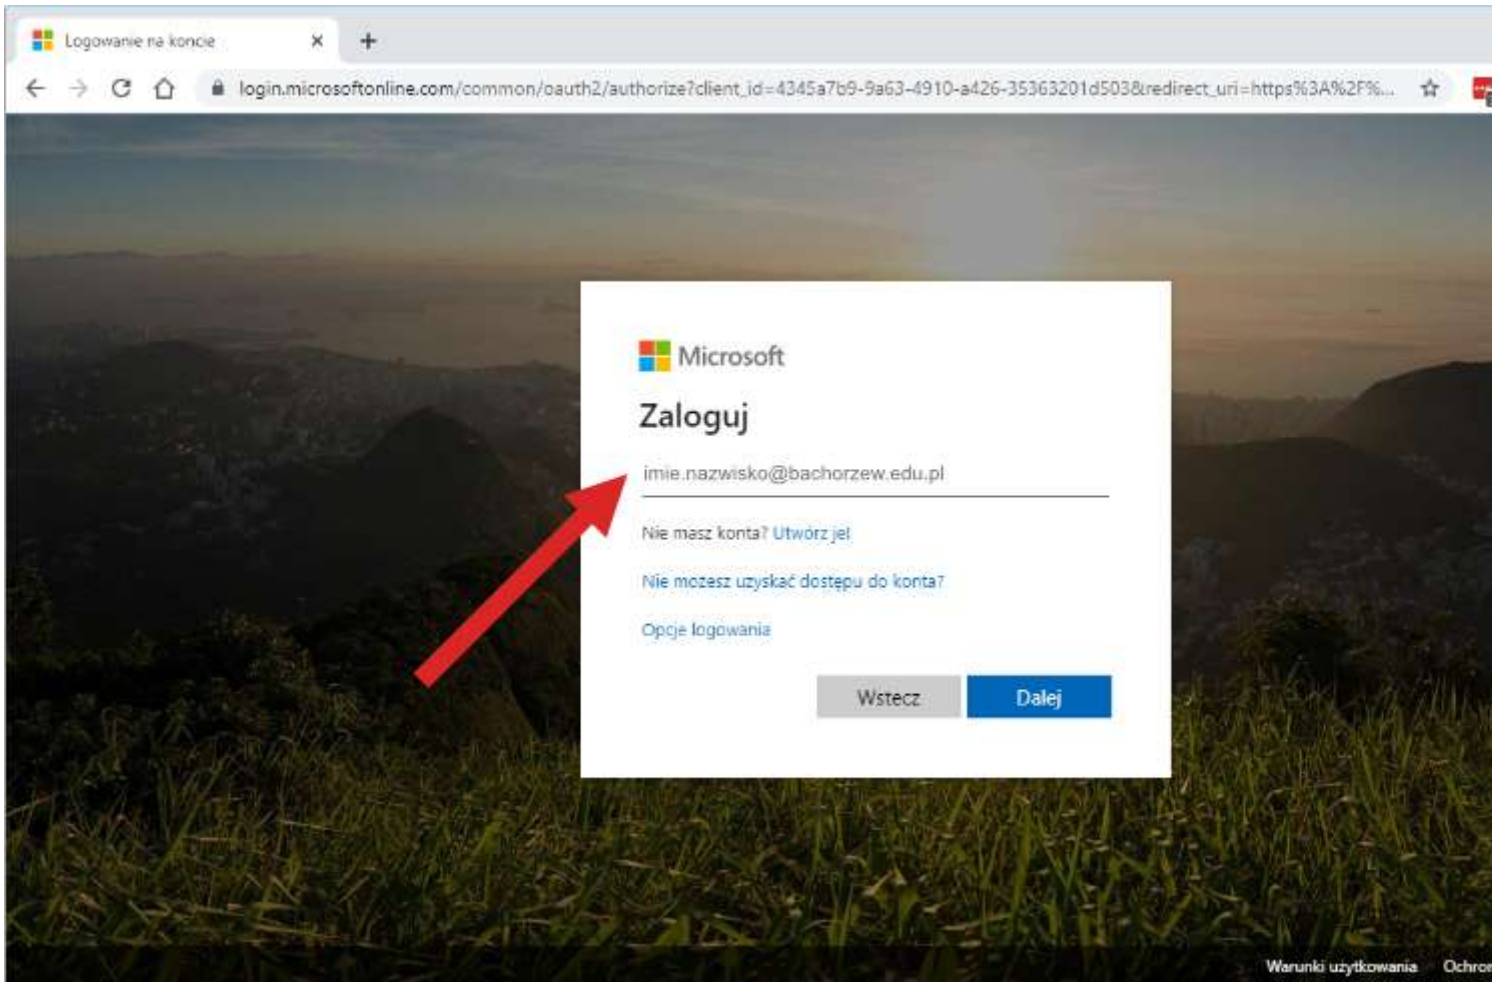 Logowanie na koncie
login.microsoftonline.com/common/oauth2/authorize?client_id=4345a7b9-9a63-4910-a426-35363201d503&redirect_uri=https%3A%2F%...
Microsoft
Zaloguj
imie.nazwisko@bachorzew.edu.pl
Nie masz konta? Utwórz je!
Nie możesz uzyskać dostępu do konta?
Opcje logowania
Wstecz Dalej
Warunki użytkowania Ochron